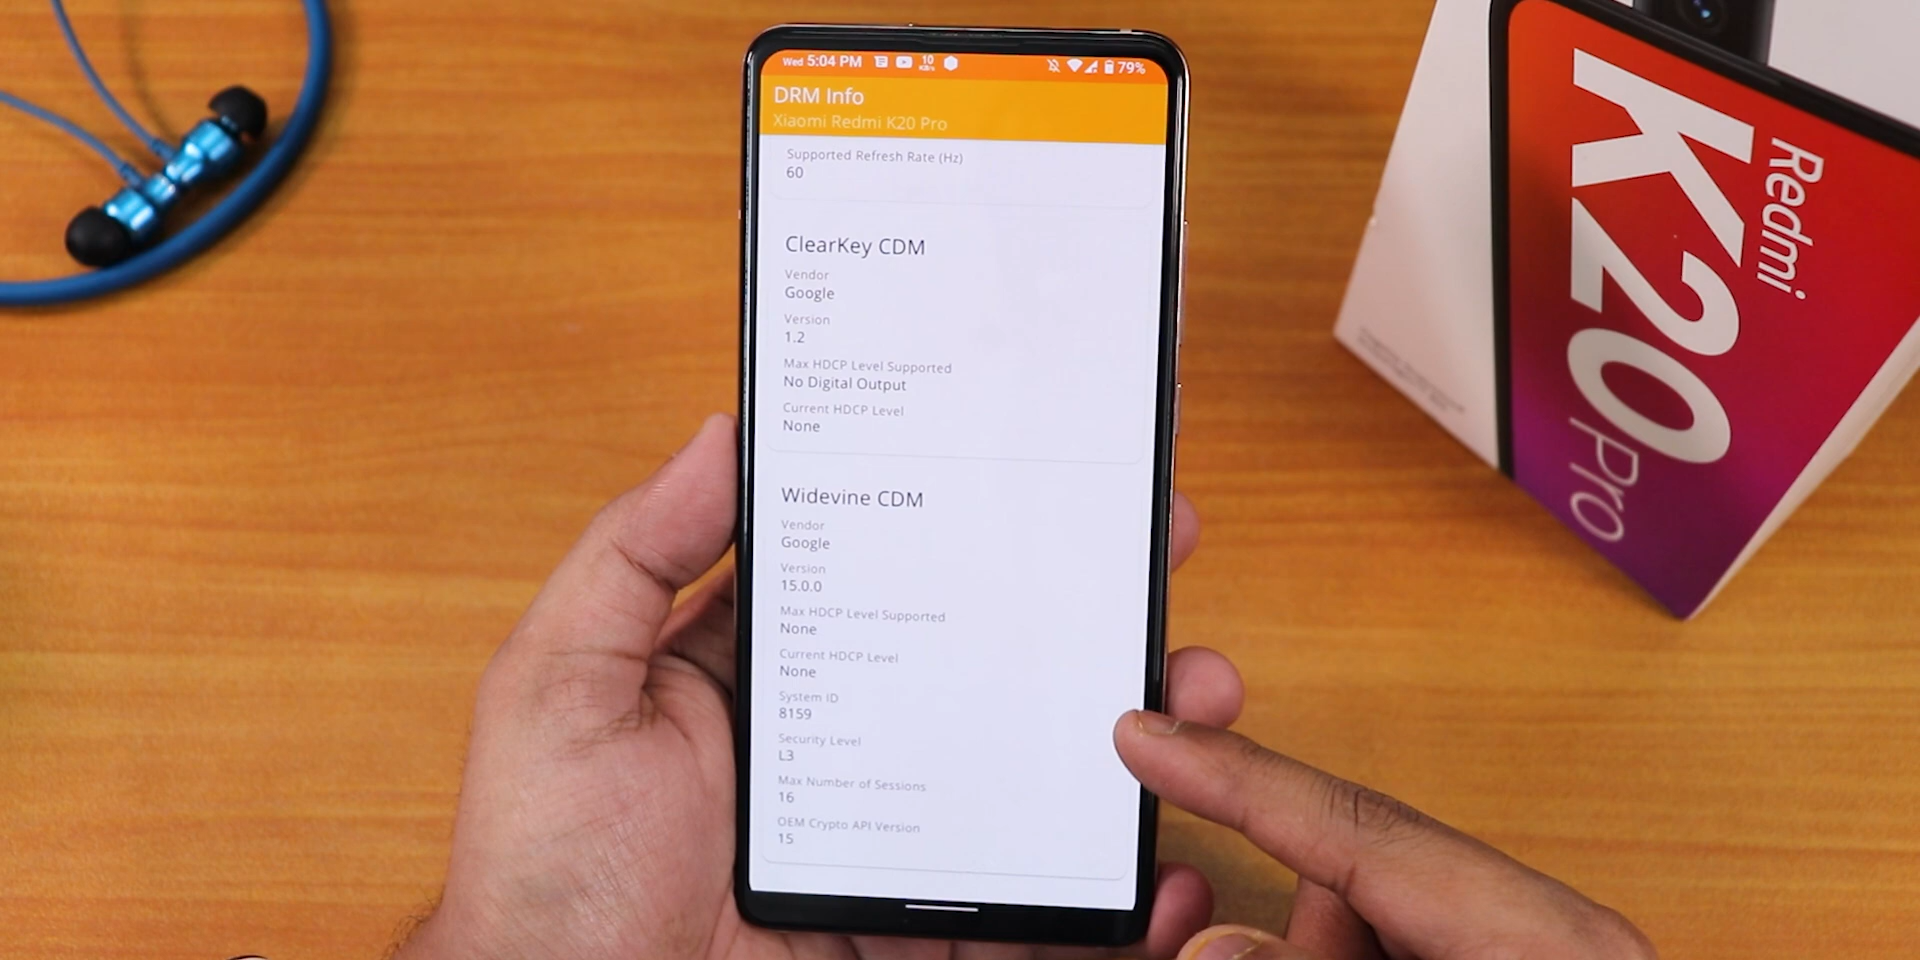 Wed 5:04 PM 10 KB/s 79%
DRM Info
Xiaomi Redmi K20 Pro
Supported Refresh Rate (Hz)
60
ClearKey CDM
Vendor
Google
Version
1.2
Max HDCP Level Supported
No Digital Output
Current HDCP Level
None
Widevine CDM
Vendor
Google
Version
15.0.0
Max HDCP Level Supported
None
Current HDCP Level
None
System ID
8159
Security Level
L3
Max Number of Sessions
16
OEM Crypto API Version
15
Redmi
K20 Pro